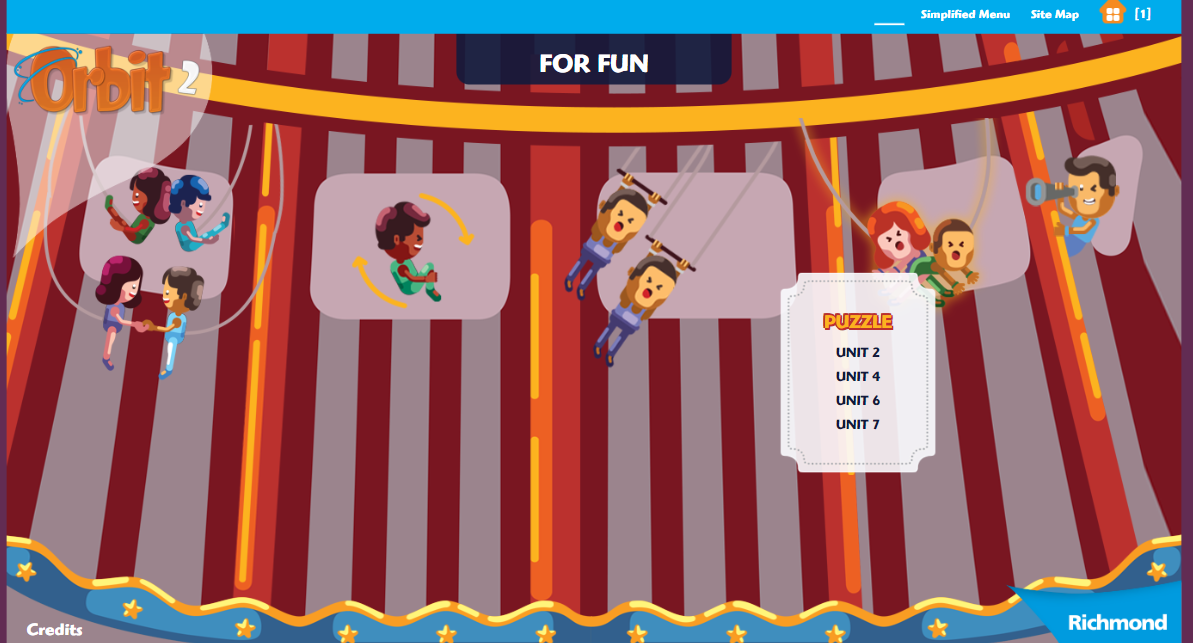 Simplified Menu Site Map [1]
Orbit 2
FOR FUN
PUZZLE
UNIT 2
UNIT 4
UNIT 6
UNIT 7
Credits
Richmond